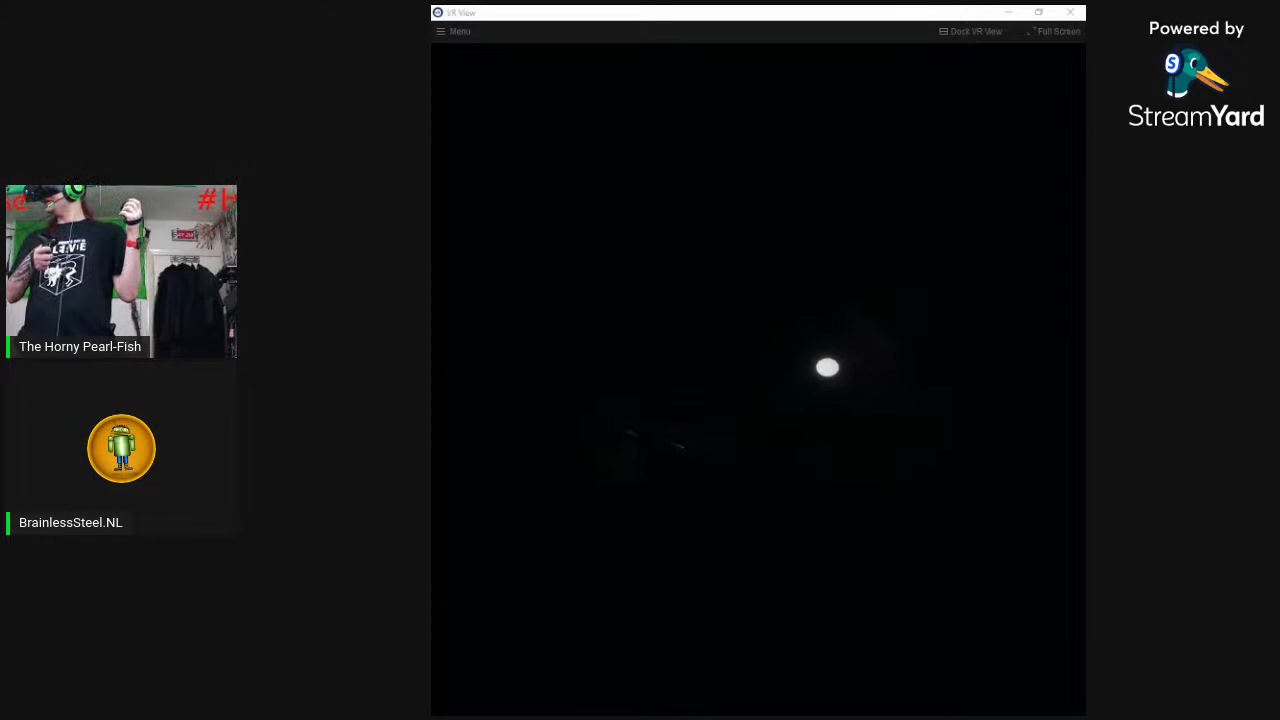 VR View
Menu
Dock VR View
Full Screen
Powered by
StreamYard
The Horny Pearl-Fish
BrainlessSteel.NL